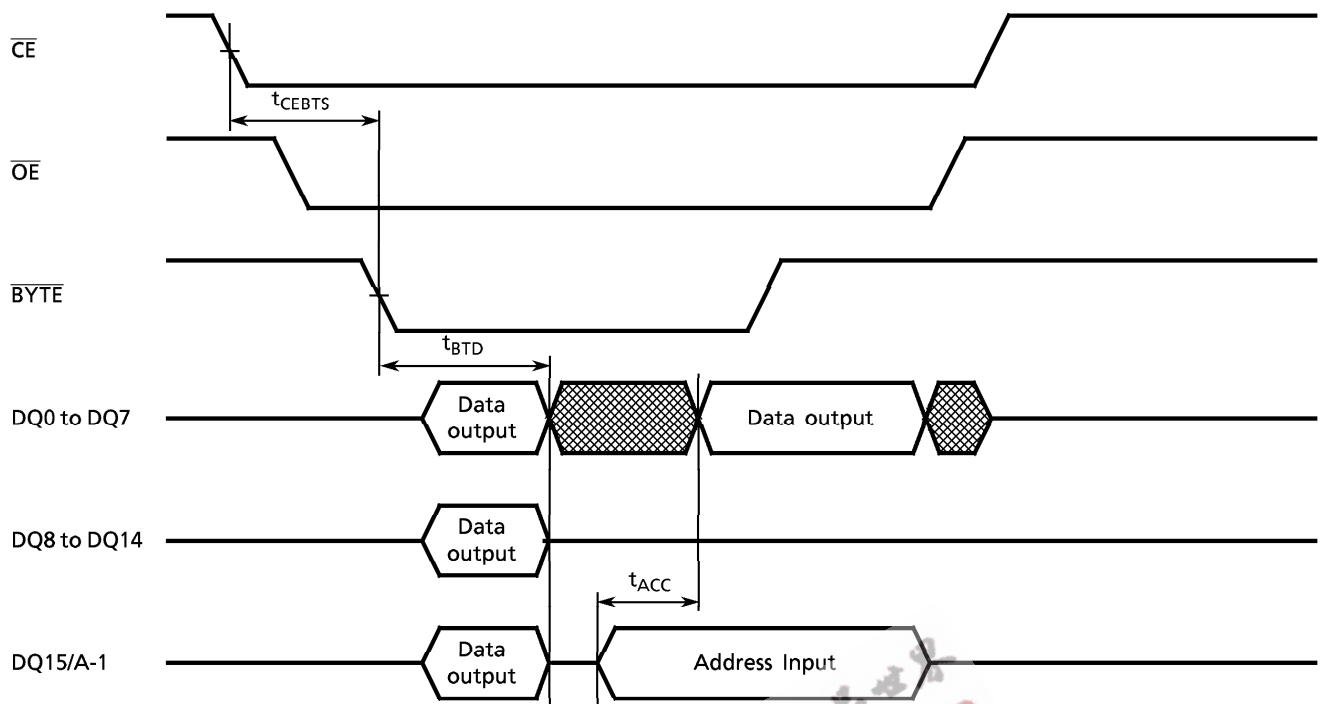 CE
tCEBTS
OE
BYTE
tBTD
DQ0 to DQ7
Data
output
Data output
DQ8 to DQ14
Data
output
tACC
DQ15/A-1
Data
output
Address Input